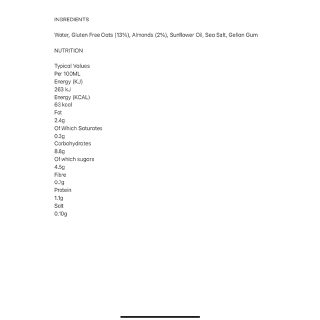 INGREDIENTS
Water, Gluten Free Oats (13%), Almonds (2%), Sunflower Oil, Sea Salt, Gellan Gum
NUTRITION
Typical Values
Per 100ML
Energy (KJ)
263 kJ
Energy (KCAL)
63 kcal
Fat
2.4g
Of Which Saturates
0.3g
Carbohydrates
8.8g
Of which sugars
4.5g
Fibre
0.7g
Protein
1.1g
Salt
0.10g